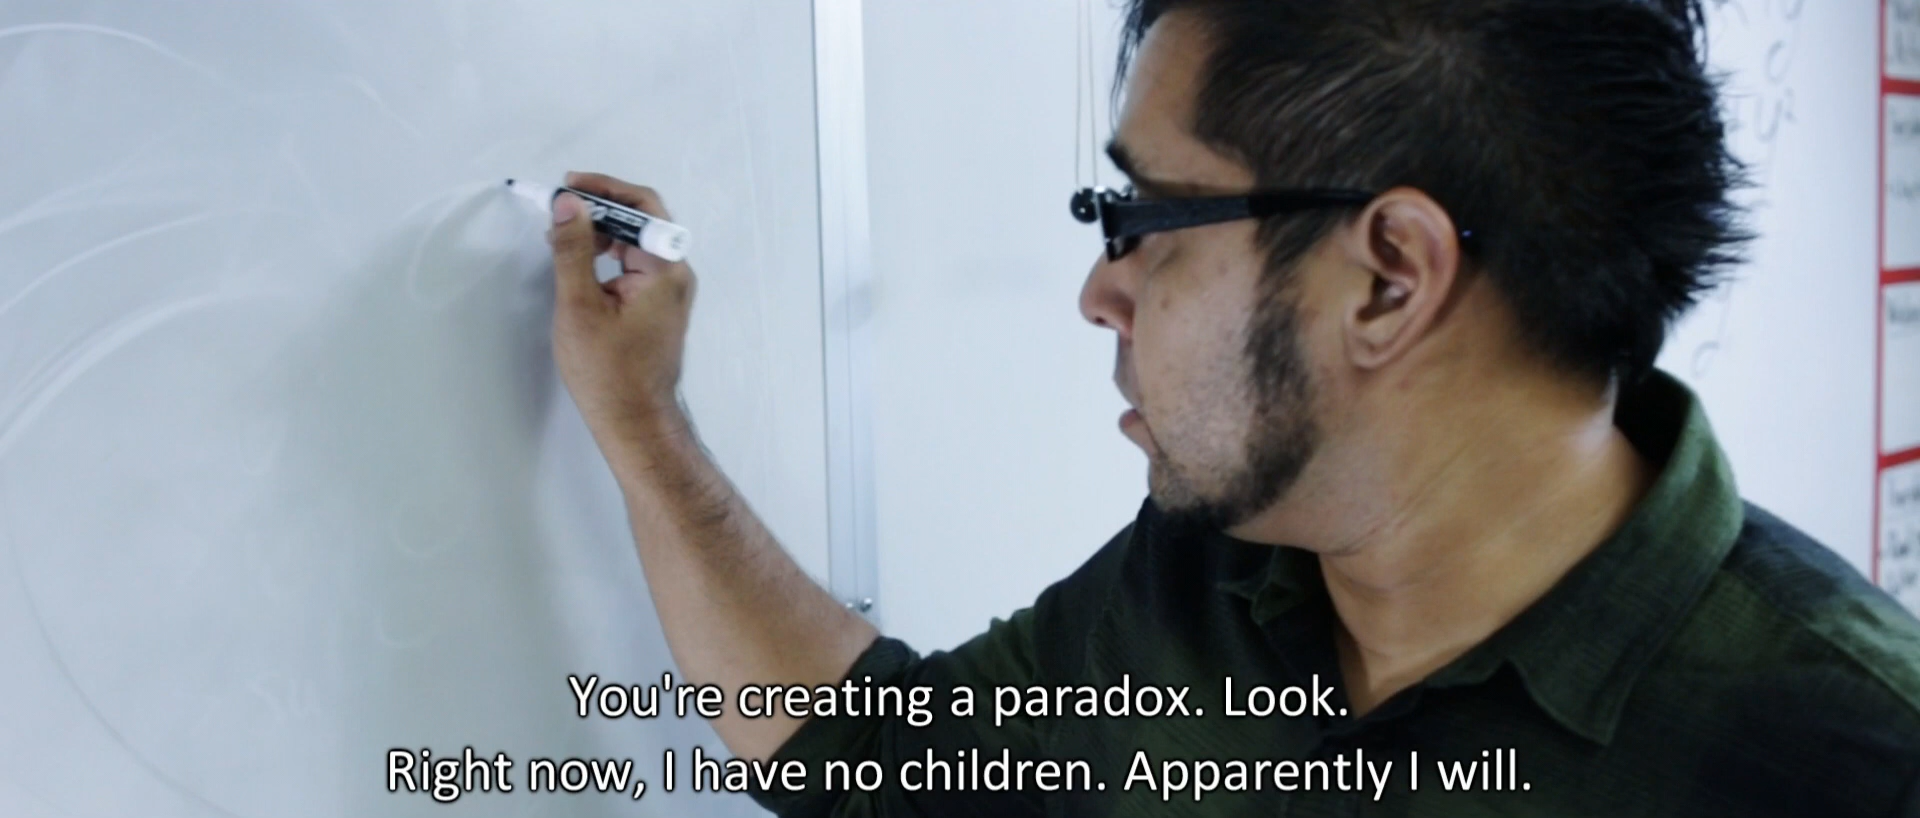 You're creating a paradox. Look.
Right now, I have no children. Apparently I will.